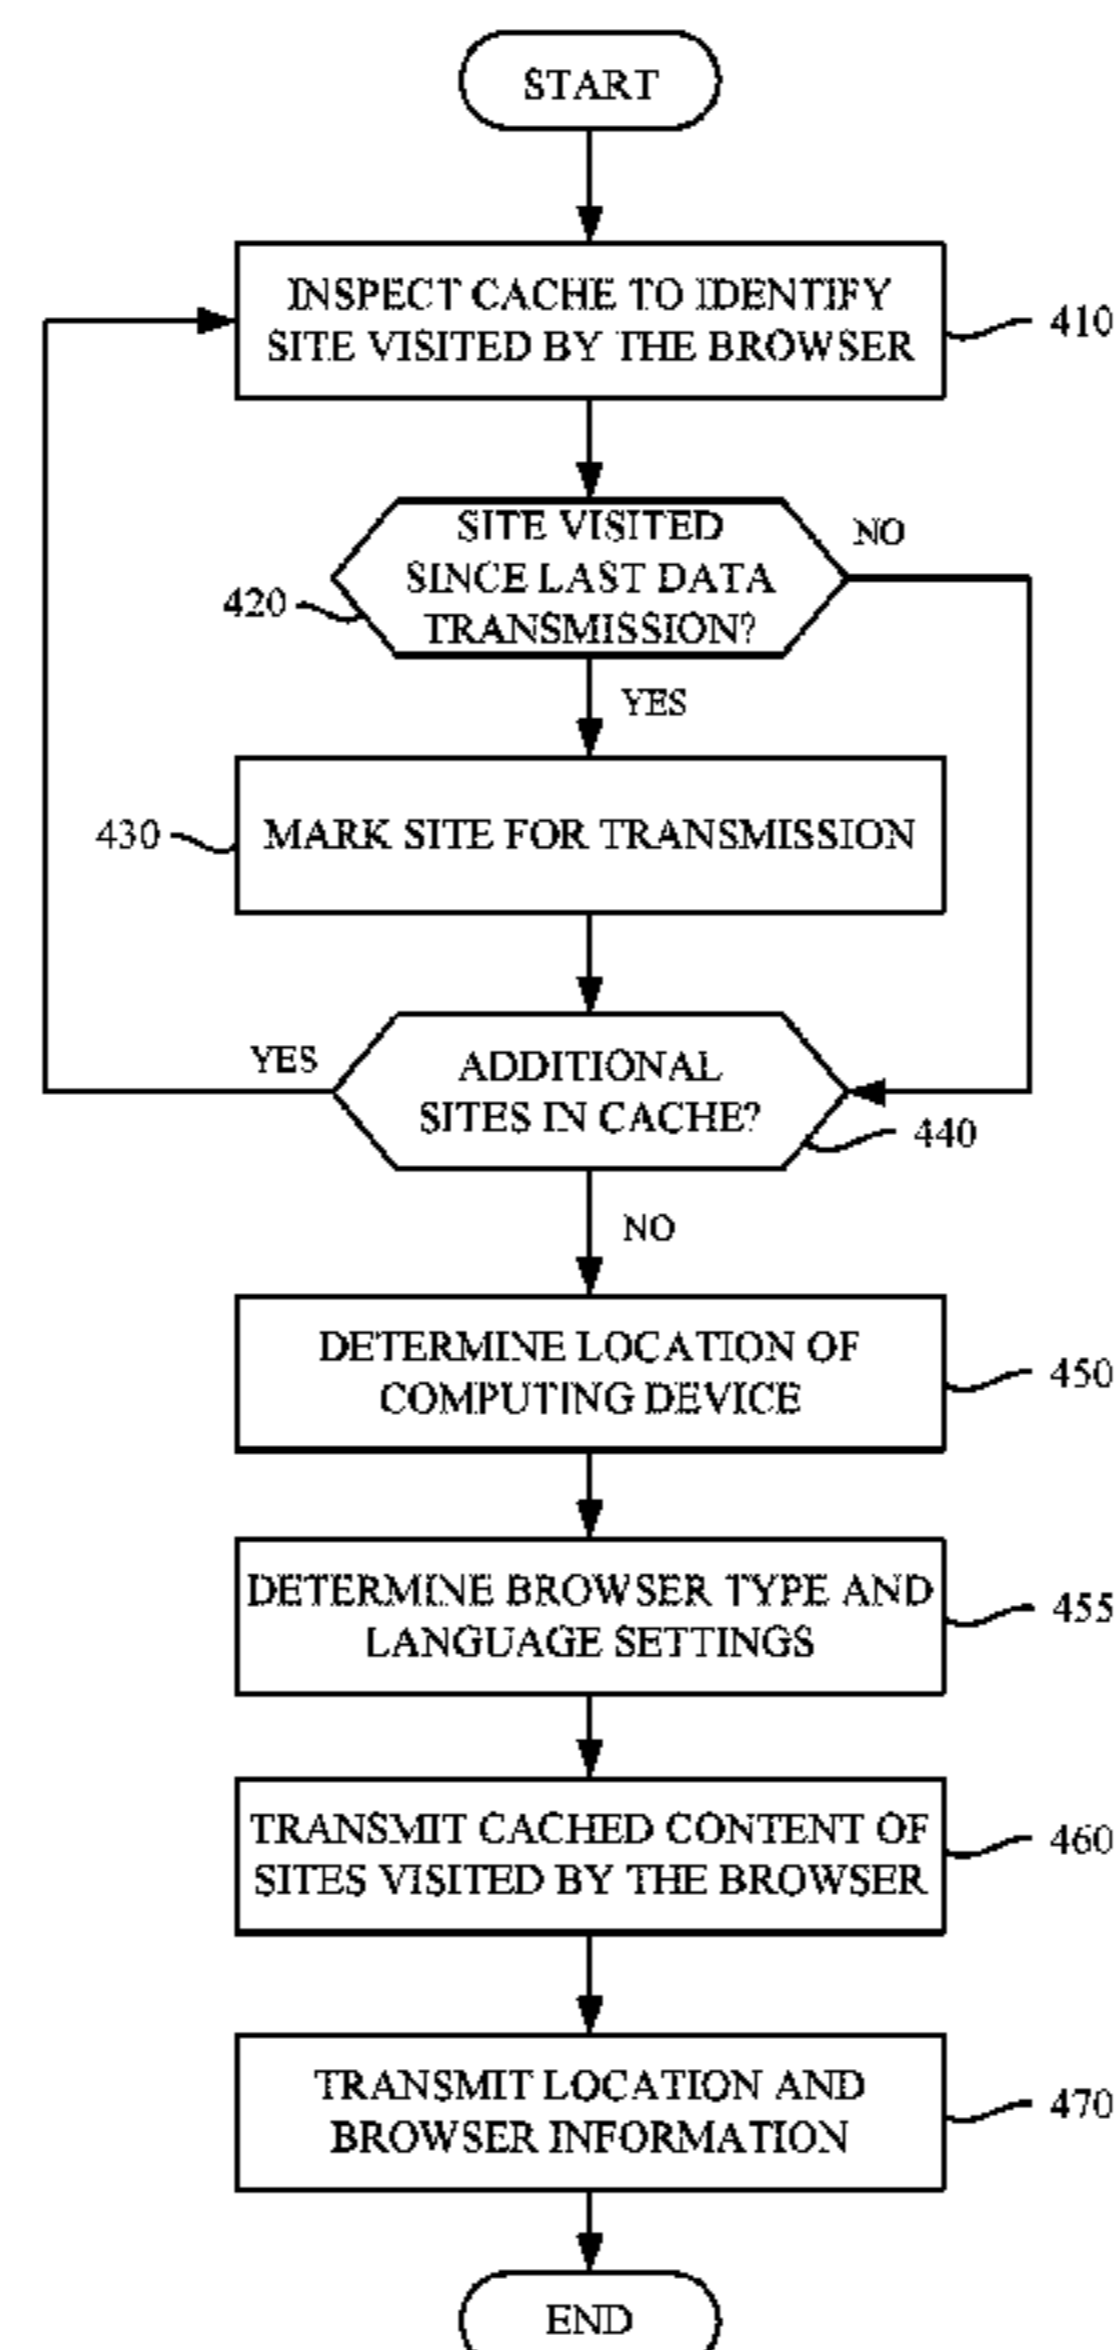 START
INSPECT CACHE TO IDENTIFY
SITE VISITED BY THE BROWSER
410
SITE VISITED
SINCE LAST DATA
TRANSMISSION?
NO
420
YES
MARK SITE FOR TRANSMISSION
430
YES
ADDITIONAL
SITES IN CACHE?
440
NO
DETERMINE LOCATION OF
COMPUTING DEVICE
450
DETERMINE BROWSER TYPE AND
LANGUAGE SETTINGS
455
TRANSMIT CACHED CONTENT OF
SITES VISITED BY THE BROWSER
460
TRANSMIT LOCATION AND
BROWSER INFORMATION
470
END